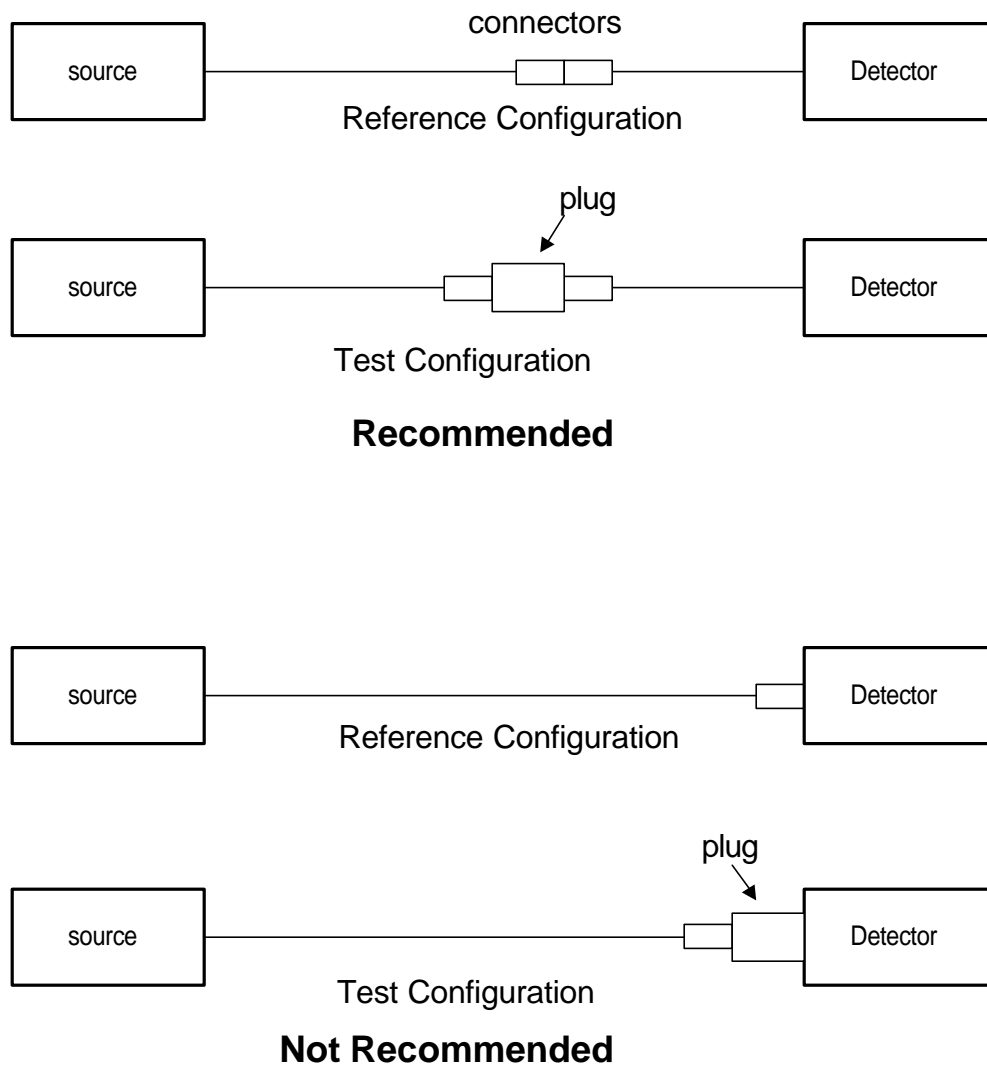 connectors
source
Detector
Reference Configuration
plug
source
Detector
Test Configuration
Recommended
source
Detector
Reference Configuration
plug
source
Detector
Test Configuration
Not Recommended